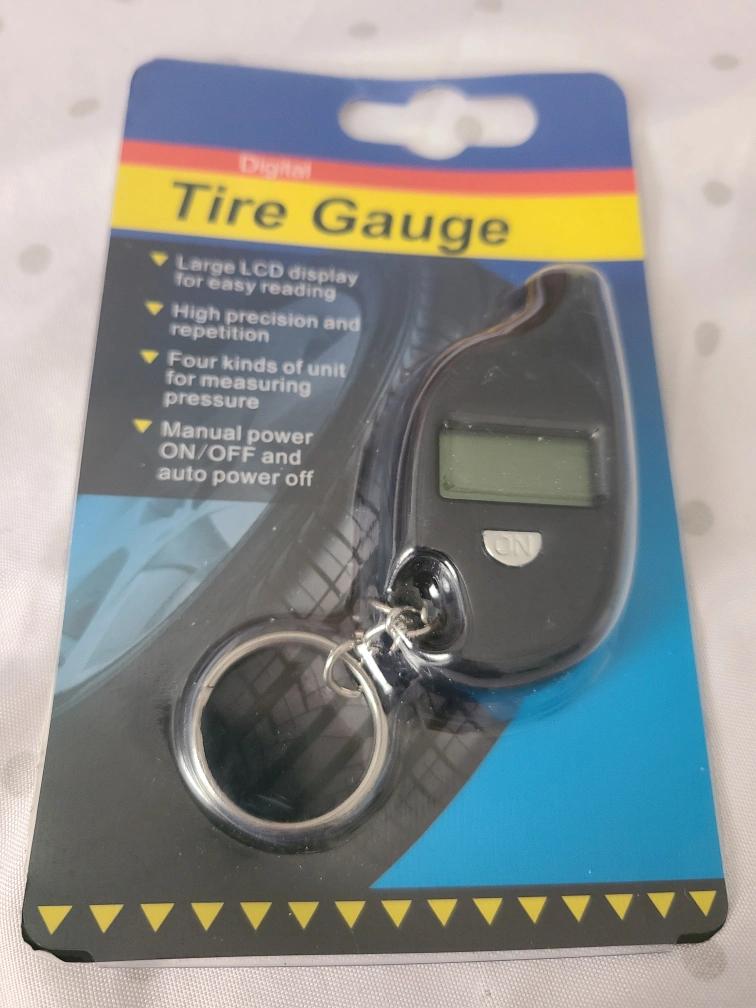 Digital
Tire Gauge
Large LCD display
for easy reading
High precision and
repetition
Four kinds of unit
for measuring
pressure
Manual power
ON/OFF and
auto power off
ON